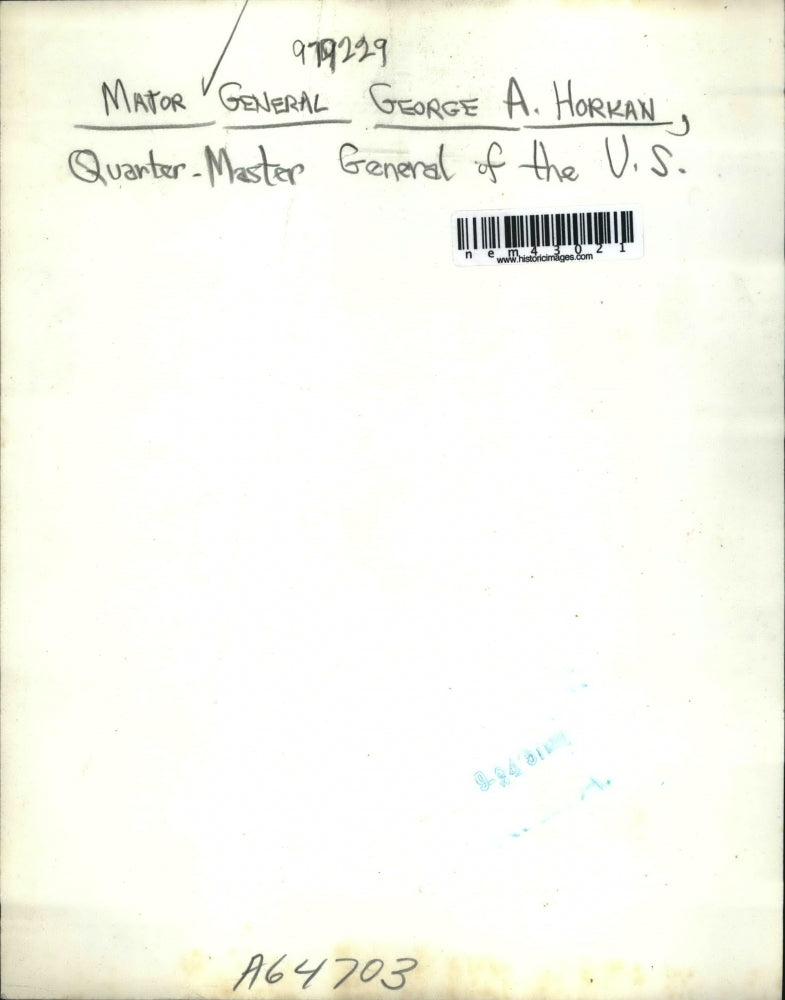 979229
MAJOR GENERAL GEORGE A. HORKAN,
Quarter-Master General of the U.S.
nem43021
www.historicimages.com
A64703